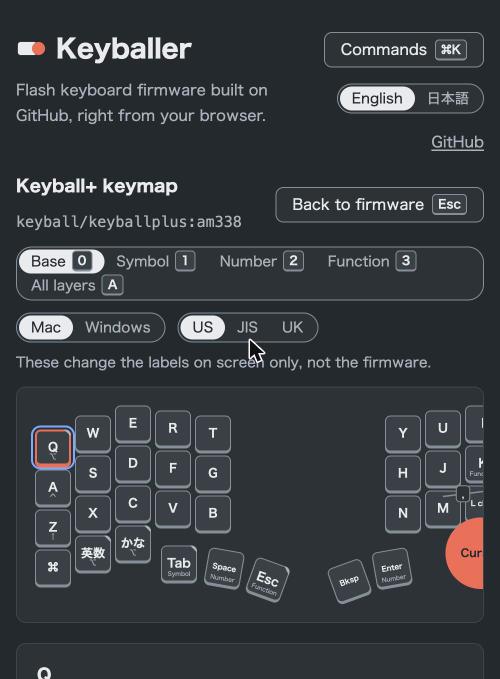 Keyballer
Commands ⌘K
Flash keyboard firmware built on
GitHub, right from your browser.
English 日本語
GitHub
Keyball+ keymap
Back to firmware Esc
keyball/keyballplus:am338
Base 0 Symbol 1 Number 2 Function 3
All layers A
Mac Windows US JIS UK
These change the labels on screen only, not the firmware.
Q W E R T Y U
⌥
A S D F G H J K
^
Z X C V B N M ,
⌘ 英数 かな
⌥ ⌥
Tab Symbol
Space Number
Esc Function
Bksp
Enter Number
Cur
Q